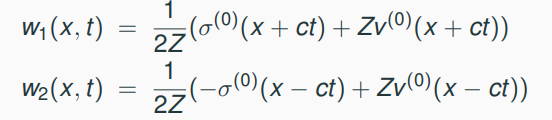 w₁(x, t) = 1/2Z (σ⁽⁰⁾(x + ct) + Zv⁽⁰⁾(x + ct))
w₂(x, t) = 1/2Z (−σ⁽⁰⁾(x − ct) + Zv⁽⁰⁾(x − ct))